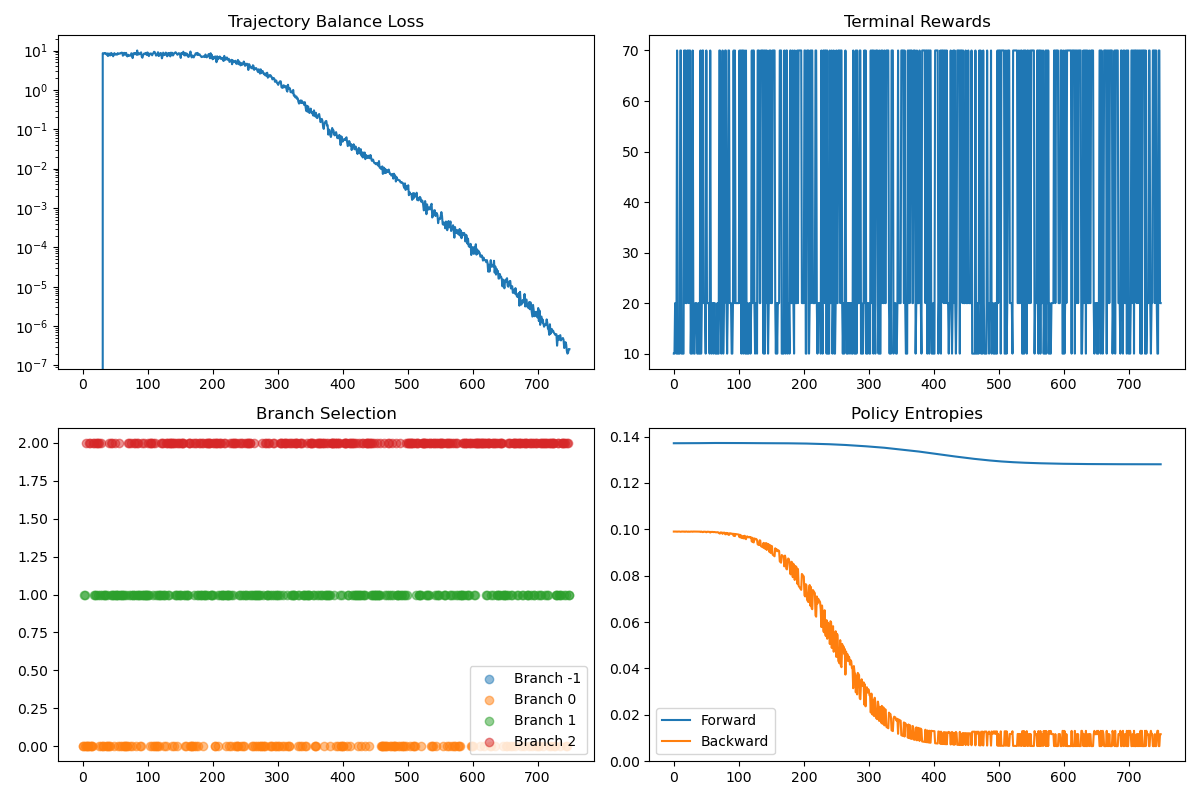 Trajectory Balance Loss
10^1
10^0
10^-1
10^-2
10^-3
10^-4
10^-5
10^-6
10^-7
0 100 200 300 400 500 600 700
Terminal Rewards
70
60
50
40
30
20
10
0 100 200 300 400 500 600 700
Branch Selection
2.00
1.75
1.50
1.25
1.00
0.75
0.50
0.25
0.00
Branch -1
Branch 0
Branch 1
Branch 2
0 100 200 300 400 500 600 700
Policy Entropies
0.14
0.12
0.10
0.08
0.06
0.04
0.02
0.00
Forward
Backward
0 100 200 300 400 500 600 700